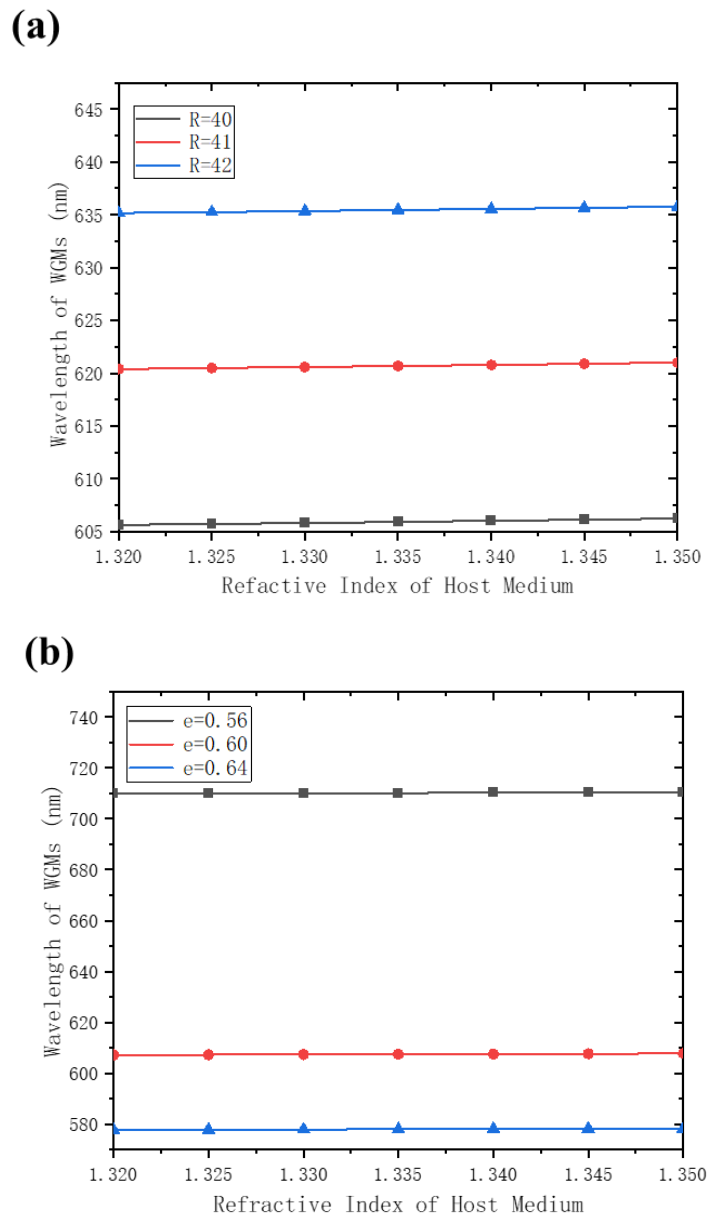 (a)
645
640
635
630
625
620
615
610
605
R=40
R=41
R=42
Wavelength of WGMs (nm)
1.320 1.325 1.330 1.335 1.340 1.345 1.350
Refactive Index of Host Medium
(b)
740
720
700
680
660
640
620
600
580
e=0.56
e=0.60
e=0.64
Wavelength of WGMs (nm)
1.320 1.325 1.330 1.335 1.340 1.345 1.350
Refractive Index of Host Medium